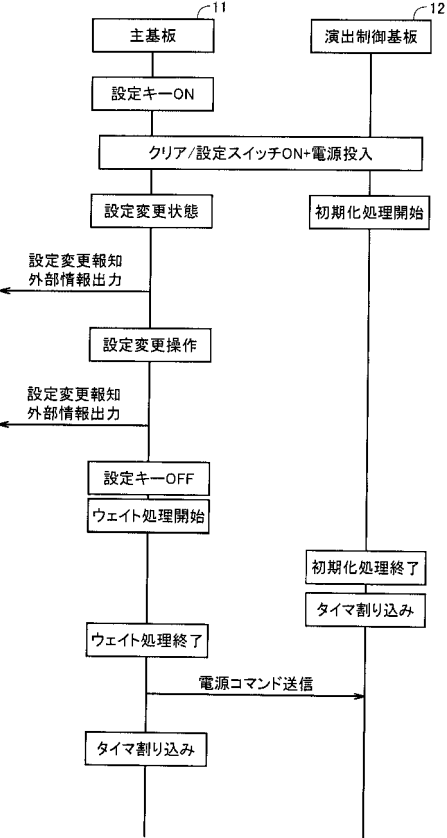 11
12
主基板
演出制御基板
設定キーON
クリア/設定スイッチON+電源投入
設定変更状態
初期化処理開始
設定変更報知
外部情報出力
設定変更操作
設定変更報知
外部情報出力
設定キーOFF
ウェイト処理開始
初期化処理終了
タイマ割り込み
ウェイト処理終了
電源コマンド送信
タイマ割り込み